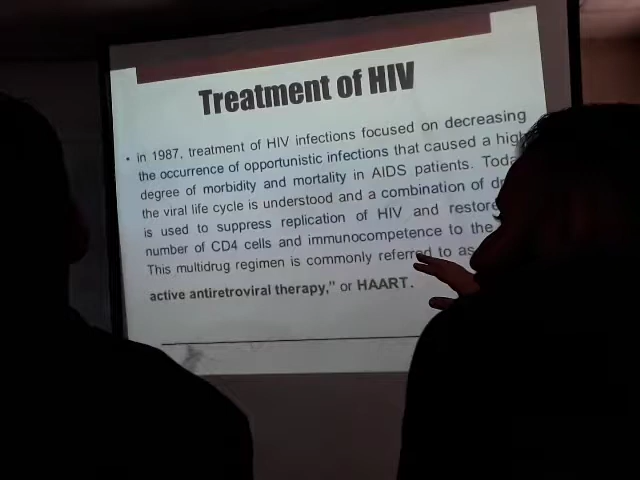 Treatment of HIV
• in 1987, treatment of HIV infections focused on decreasing
the occurrence of opportunistic infections that caused a high
degree of morbidity and mortality in AIDS patients. Today
the viral life cycle is understood and a combination of
is used to suppress replication of HIV and restore
number of CD4 cells and immunocompetence to the
This multidrug regimen is commonly referred to as
active antiretroviral therapy,” or HAART.